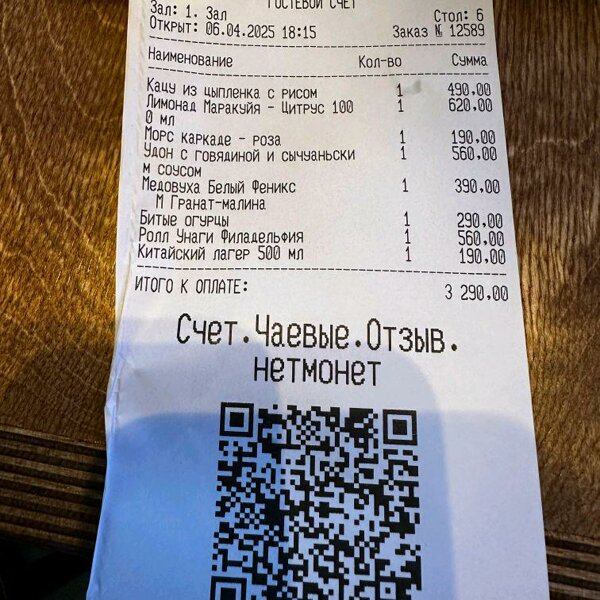 ГОСТЕВОЙ СЧЕТ
Зал: 1. Зал Стол: 6
Открыт: 06.04.2025 18:15 Заказ № 12589
Наименование Кол-во Сумма
Кацу из цыпленка с рисом 1 490,00
Лимонад Маракуйя - Цитрус 100 1 620,00
0 мл
Морс каркаде - роза 1 190,00
Удон с говядиной и сычуаньски 1 560,00
м соусом
Медовуха Белый Феникс 1 390,00
М Гранат-малина
Битые огурцы 1 290,00
Ролл Унаги Филадельфия 1 560,00
Китайский лагер 500 мл 1 190,00
ИТОГО К ОПЛАТЕ: 3 290,00
Счет.Чаевые.Отзыв.
нетмонет